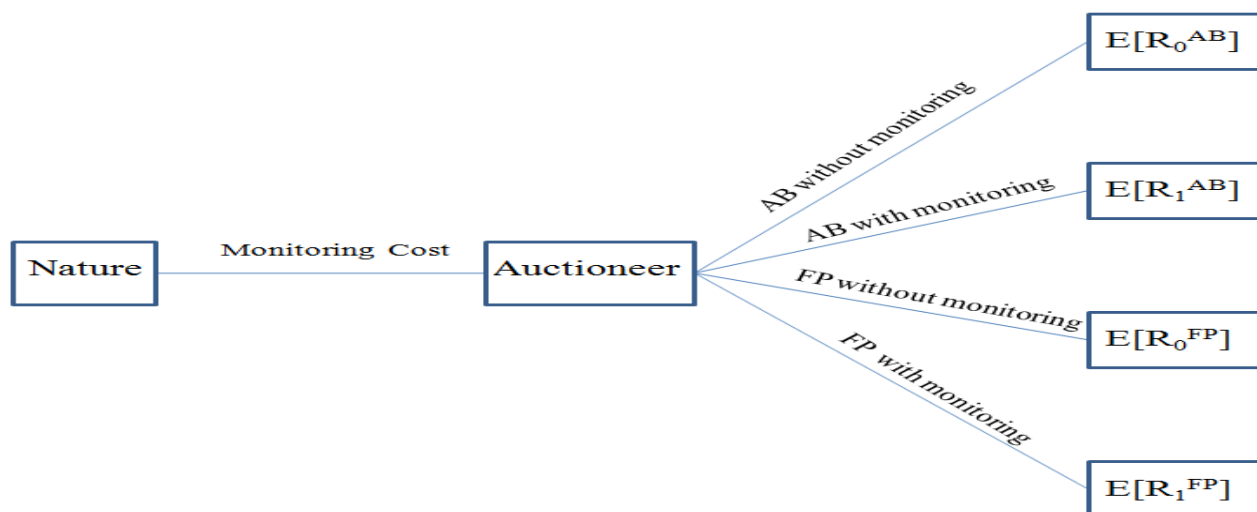 E[R₀ᴬᴮ]
AB without monitoring
E[R₁ᴬᴮ]
AB with monitoring
Nature
Monitoring Cost
Auctioneer
FP without monitoring
E[R₀ᶠᴾ]
FP with monitoring
E[R₁ᶠᴾ]